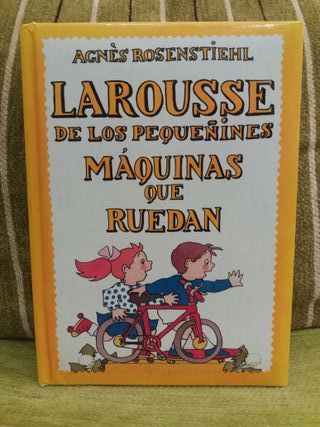 AGNÈS ROSENSTIEHL
LAROUSSE
DE LOS PEQUEÑINES
MÁQUINAS
QUE
RUEDAN